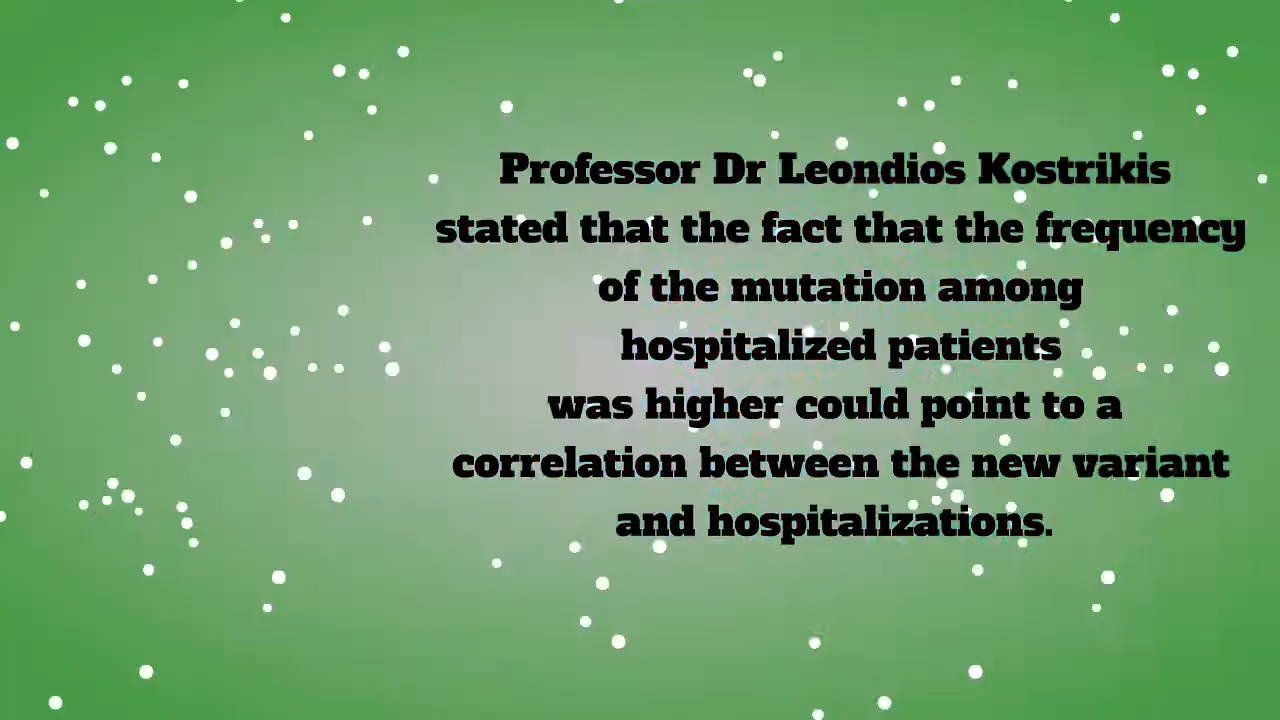 Professor Dr Leondios Kostrikis
stated that the fact that the frequency
of the mutation among
hospitalized patients
was higher could point to a
correlation between the new variant
and hospitalizations.